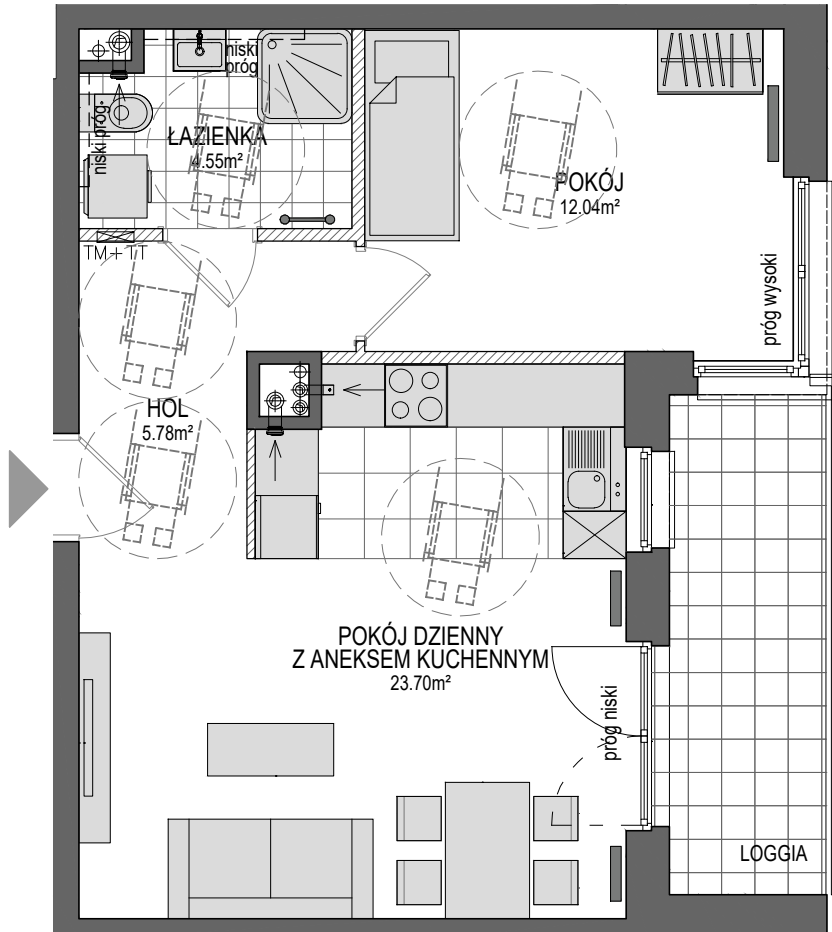 niski
próg
niski próg
ŁAZIENKA
4.55m²
POKÓJ
12.04m²
TM+TT
próg wysoki
HOL
5.78m²
POKÓJ DZIENNY
Z ANEKSEM KUCHENNYM
23.70m²
próg niski
LOGGIA